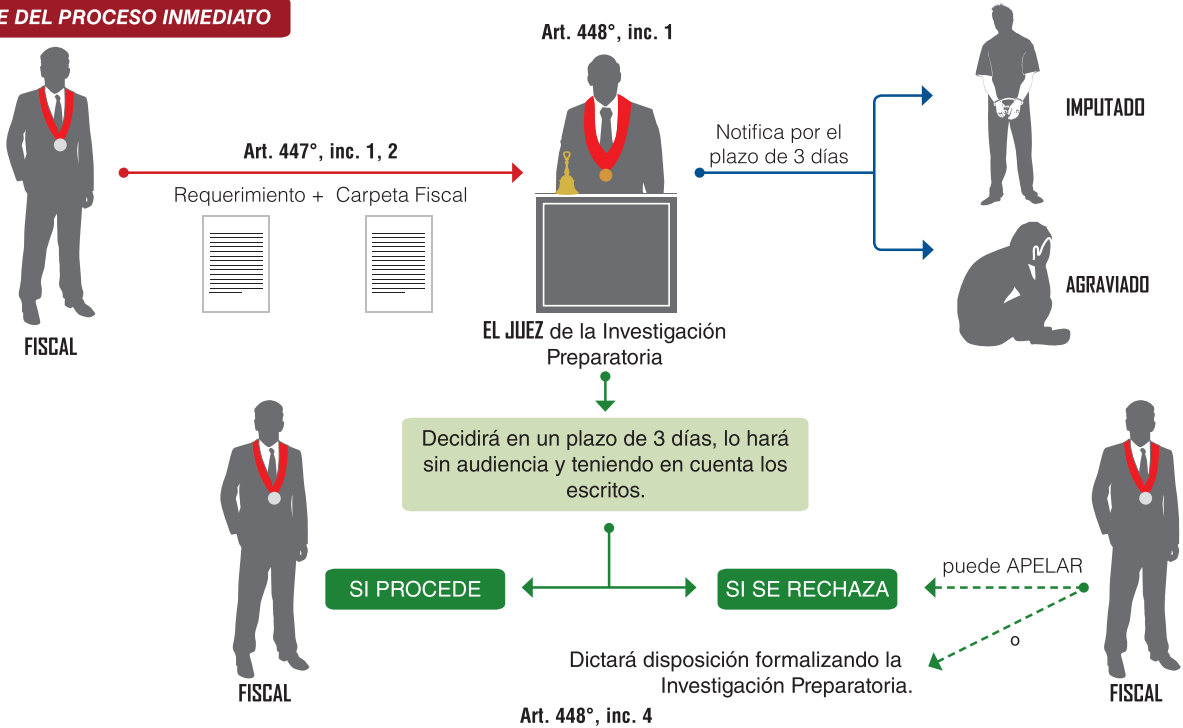 DEL PROCESO INMEDIATO
Art. 448°, inc. 1
Art. 447°, inc. 1, 2
Requerimiento + Carpeta Fiscal
FISCAL
EL JUEZ de la Investigación
Preparatoria
Notifica por el
plazo de 3 días
IMPUTADO
AGRAVIADO
Decidirá en un plazo de 3 días, lo hará
sin audiencia y teniendo en cuenta los
escritos.
SI PROCEDE
SI SE RECHAZA
puede APELAR
o
Dictará disposición formalizando la
Investigación Preparatoria.
FISCAL
FISCAL
Art. 448°, inc. 4